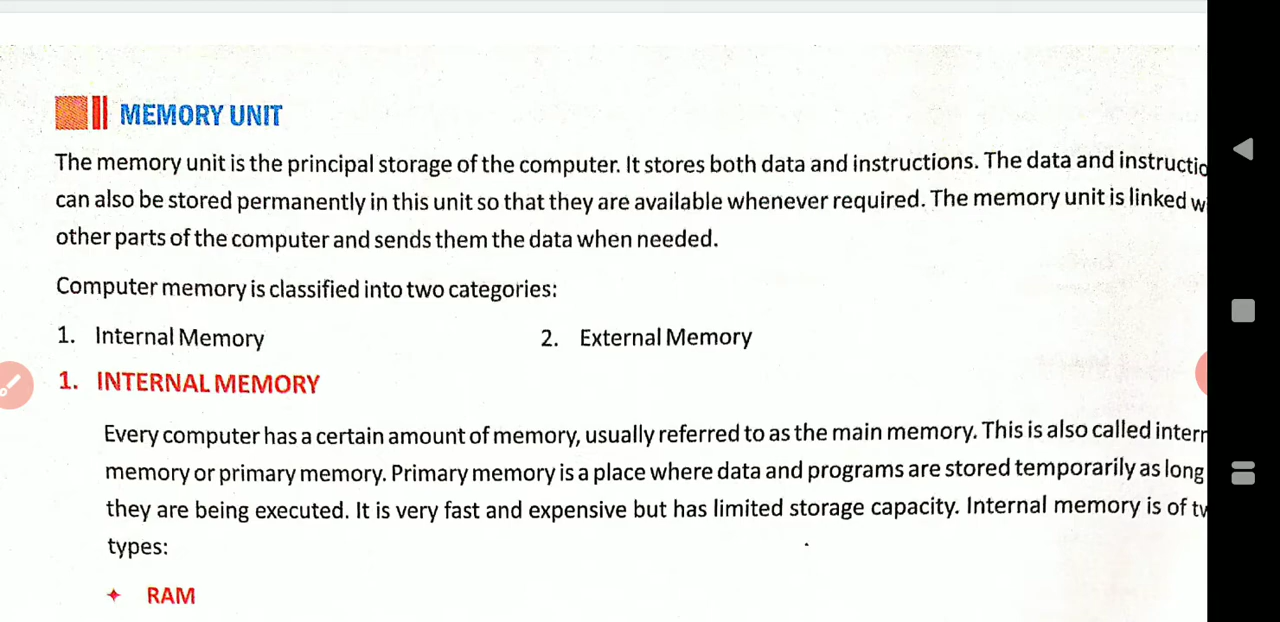 MEMORY UNIT
The memory unit is the principal storage of the computer. It stores both data and instructions. The data and instructio
can also be stored permanently in this unit so that they are available whenever required. The memory unit is linked w
other parts of the computer and sends them the data when needed.
Computer memory is classified into two categories:
1. Internal Memory 2. External Memory
1. INTERNAL MEMORY
Every computer has a certain amount of memory, usually referred to as the main memory. This is also called intern
memory or primary memory. Primary memory is a place where data and programs are stored temporarily as long
they are being executed. It is very fast and expensive but has limited storage capacity. Internal memory is of tw
types:
✦ RAM